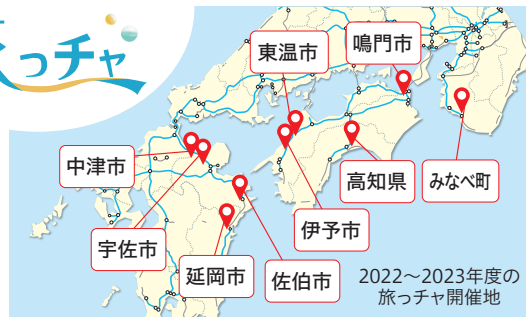 旅っチャ
東温市
鳴門市
中津市
高知県
みなべ町
宇佐市
伊予市
延岡市
佐伯市
2022〜2023年度の
旅っチャ開催地